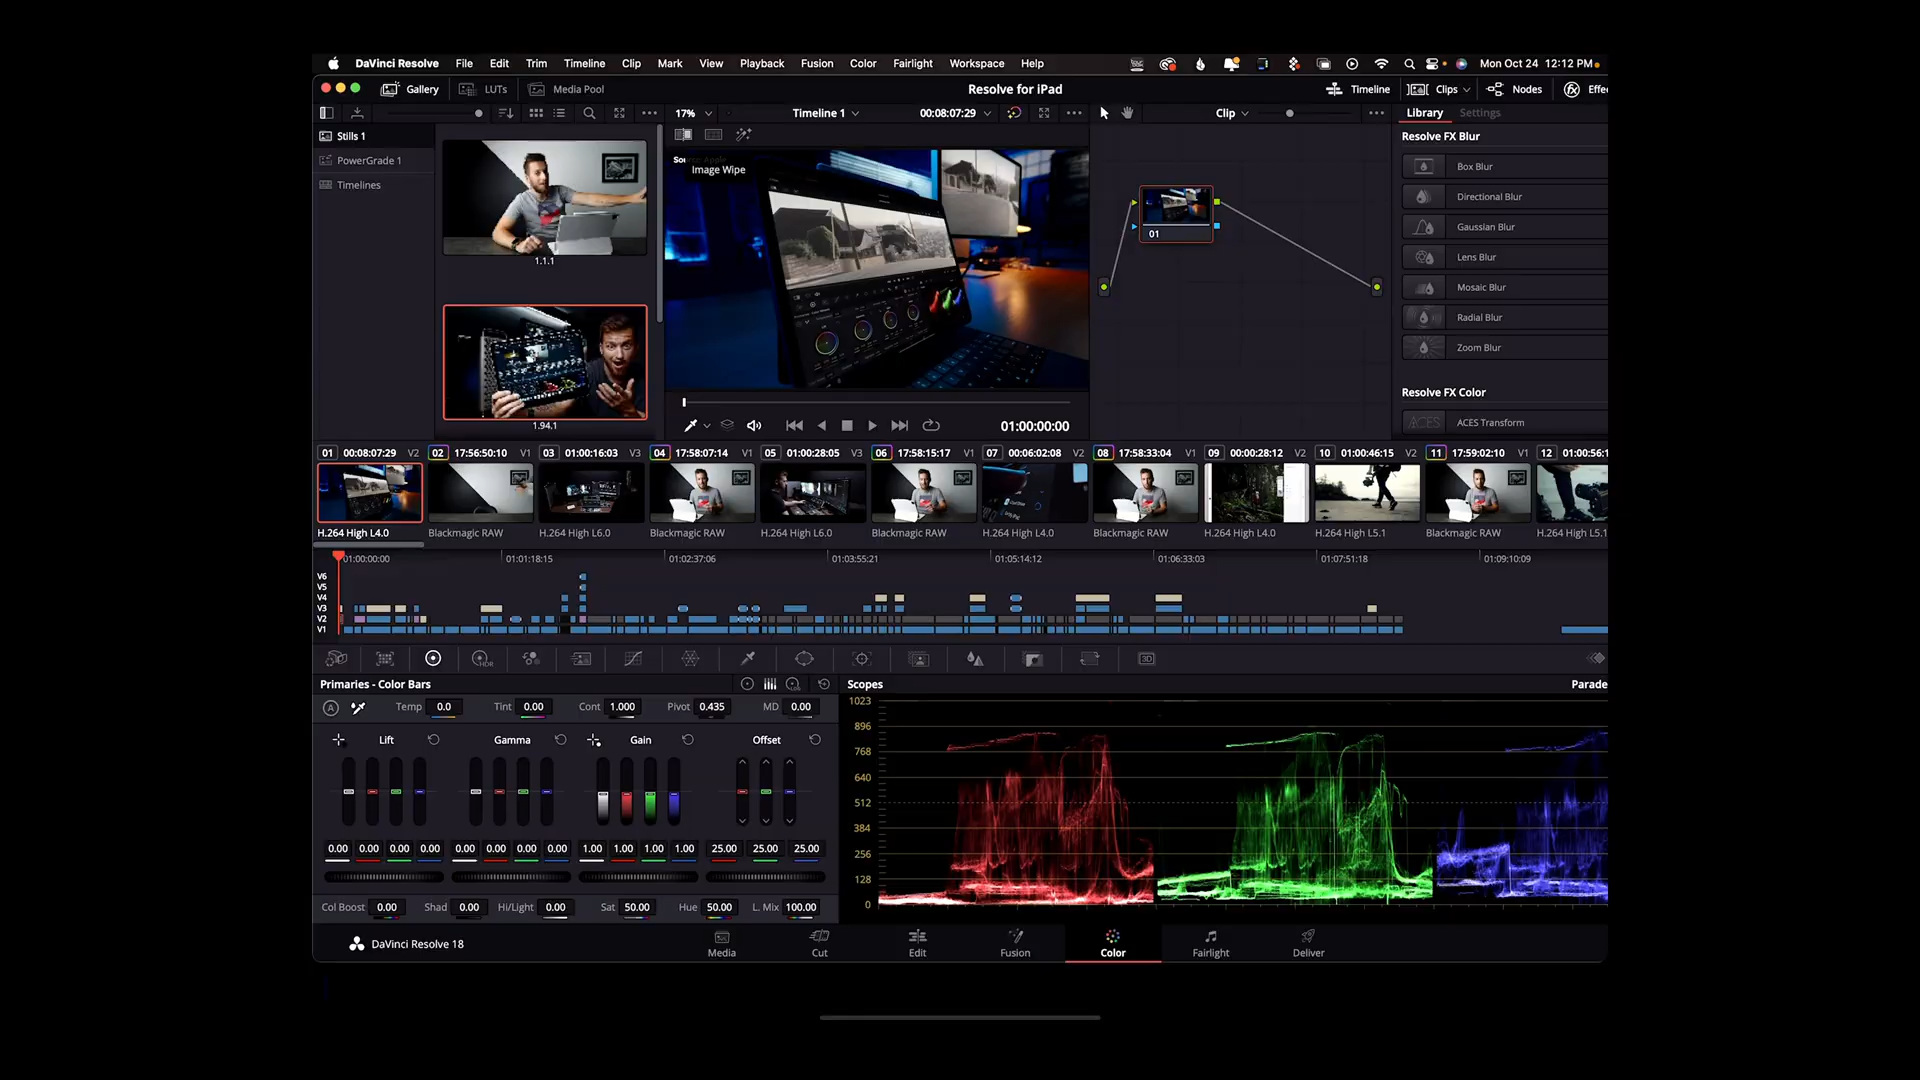 DaVinci Resolve File Edit Trim Timeline Clip Mark View Playback Fusion Color Fairlight Workspace Help Mon Oct 24 12:12 PM
Gallery LUTs Media Pool Resolve for iPad Timeline Clips Nodes Effe
17% Timeline 1 00:08:07:29 Clip Library Settings
Stills 1
PowerGrade 1
Timelines
1.1.1
1.94.1
Image Wipe
01
Resolve FX Blur
Box Blur
Directional Blur
Gaussian Blur
Lens Blur
Mosaic Blur
Radial Blur
Zoom Blur
Resolve FX Color
ACES ACES Transform
01:00:00:00
01 00:08:07:29 V2 02 17:56:50:10 V1 03 01:00:16:03 V3 04 17:58:07:14 V1 05 01:00:28:05 V3 06 17:58:15:17 V1 07 00:06:02:08 V2 08 17:58:33:04 V1 09 00:00:28:12 V2 10 01:00:46:15 V2 11 17:59:02:10 V1 12 01:00:56:1
H.264 High L4.0 Blackmagic RAW H.264 High L6.0 Blackmagic RAW H.264 High L6.0 Blackmagic RAW H.264 High L4.0 Blackmagic RAW H.264 High L4.0 H.264 High L5.1 Blackmagic RAW H.264 High L5.1
01:00:00:00 01:01:18:15 01:02:37:06 01:03:55:21 01:05:14:12 01:06:33:03 01:07:51:18 01:09:10:09
V6
V5
V4
V3
V2
V1
HDR 3D
Primaries - Color Bars LOG Scopes Parade
A Temp 0.0 Tint 0.00 Cont 1.000 Pivot 0.435 MD 0.00
Lift Gamma Gain Offset
0.00 0.00 0.00 0.00 0.00 0.00 0.00 0.00 1.00 1.00 1.00 1.00 25.00 25.00 25.00
Col Boost 0.00 Shad 0.00 Hi/Light 0.00 Sat 50.00 Hue 50.00 L. Mix 100.00
1023
896
768
640
512
384
256
128
0
DaVinci Resolve 18 Media Cut Edit Fusion Color Fairlight Deliver